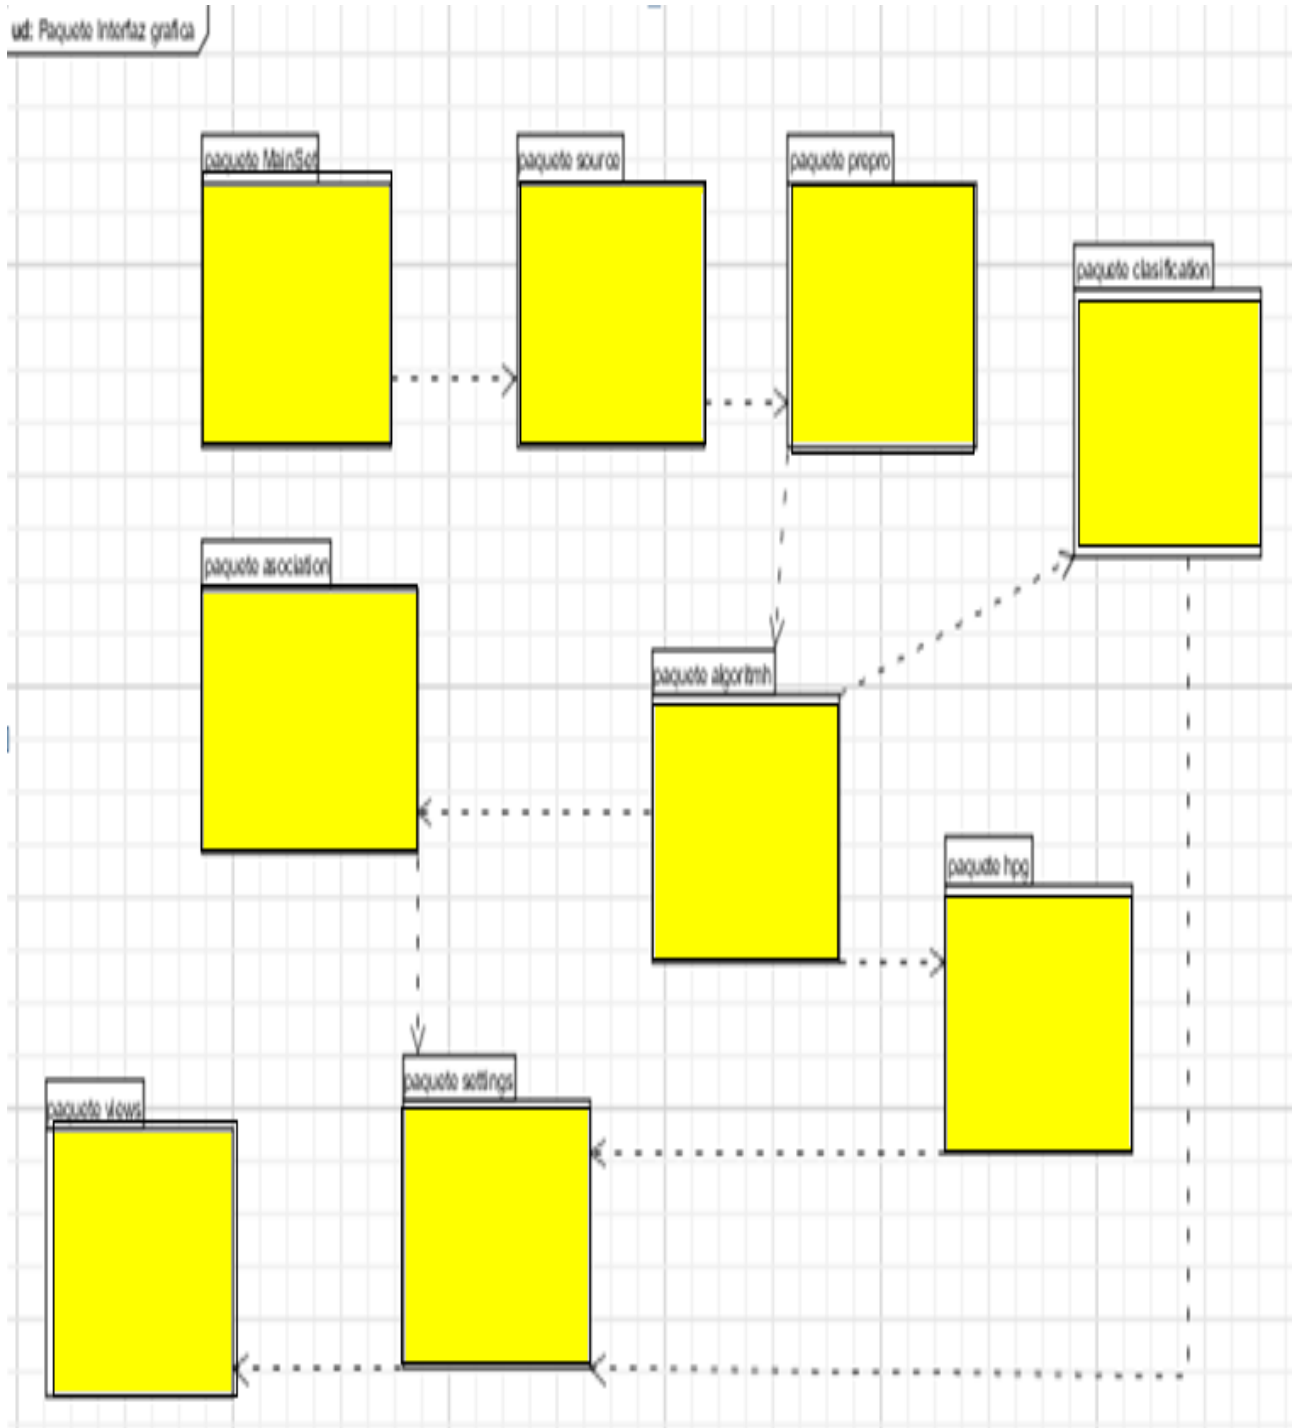 ud: Paquete Interfaz grafica
paquete MainSet
paquete source
paquete prepro
paquete clasification
paquete asociation
paquete algoritmh
paquete hpg
paquete settings
paquete views